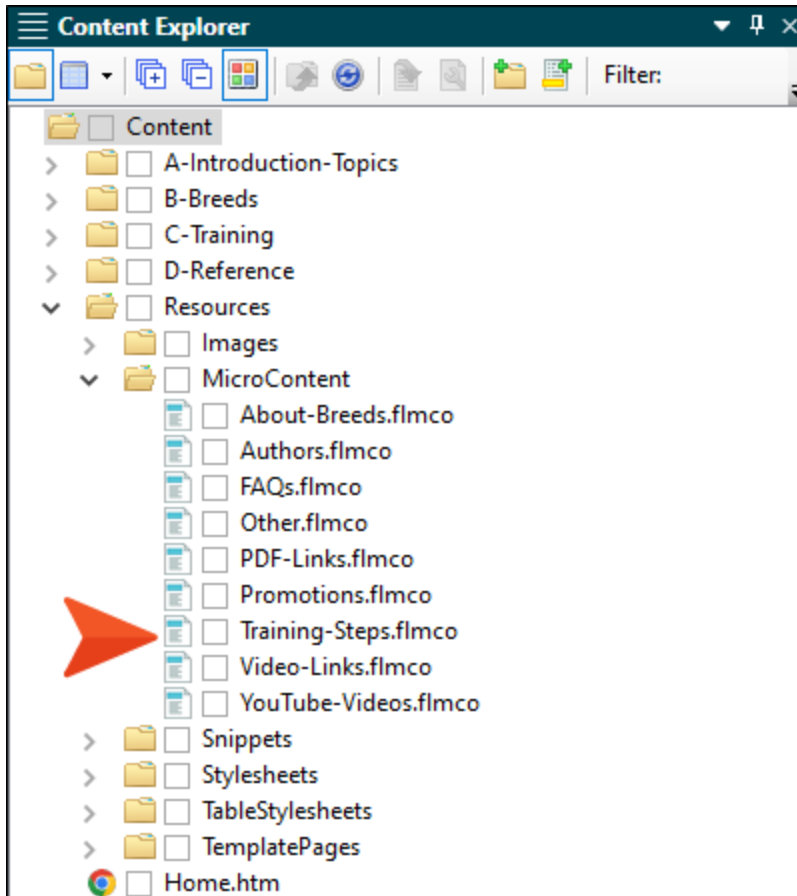 Content Explorer
Filter:
Content
A-Introduction-Topics
B-Breeds
C-Training
D-Reference
Resources
Images
MicroContent
About-Breeds.flmco
Authors.flmco
FAQs.flmco
Other.flmco
PDF-Links.flmco
Promotions.flmco
Training-Steps.flmco
Video-Links.flmco
YouTube-Videos.flmco
Snippets
Stylesheets
TableStylesheets
TemplatePages
Home.htm